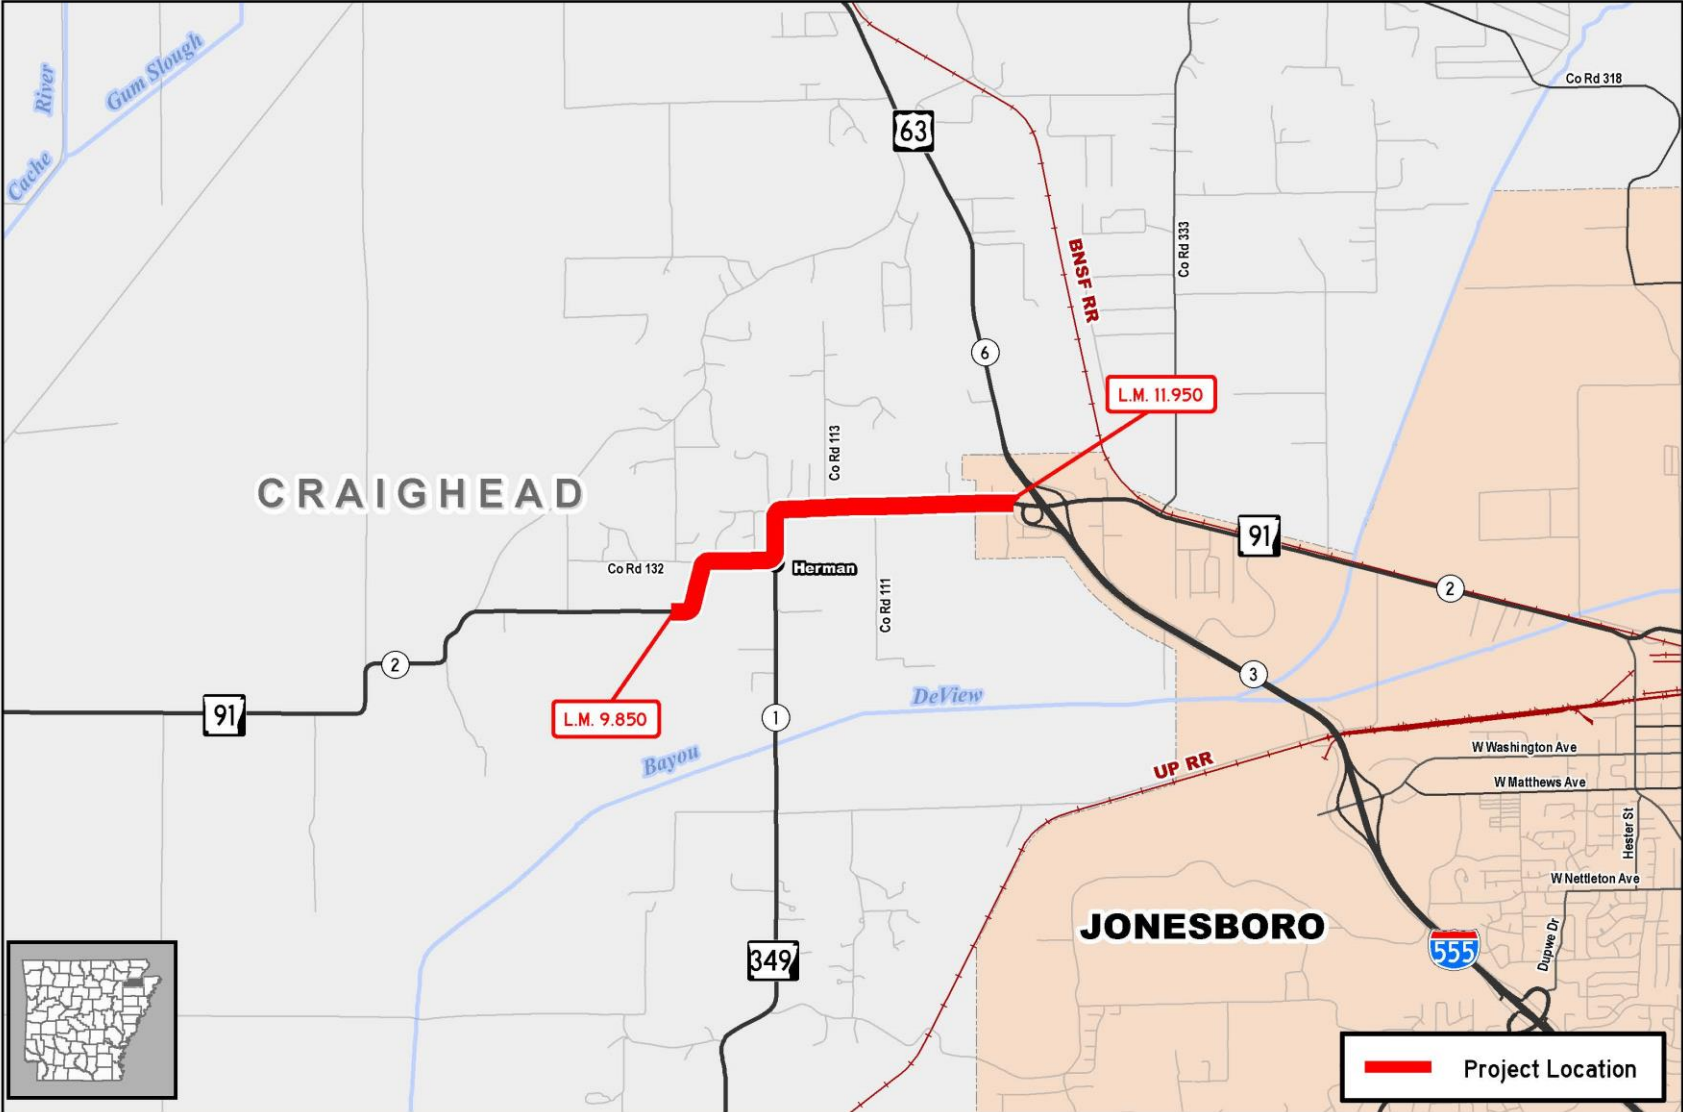 Cache
River
Gum Slough
63
Co Rd 318
Co Rd 333
BNSF RR
6
L.M. 11.950
Co Rd 113
CRAIGHEAD
91
Co Rd 132
Herman
Co Rd 111
2
2
3
DeView
91
L.M. 9.850
1
Bayou
UP RR
W Washington Ave
W Matthews Ave
Hester St
W Nettleton Ave
JONESBORO
349
555
Dupwe Dr
Project Location